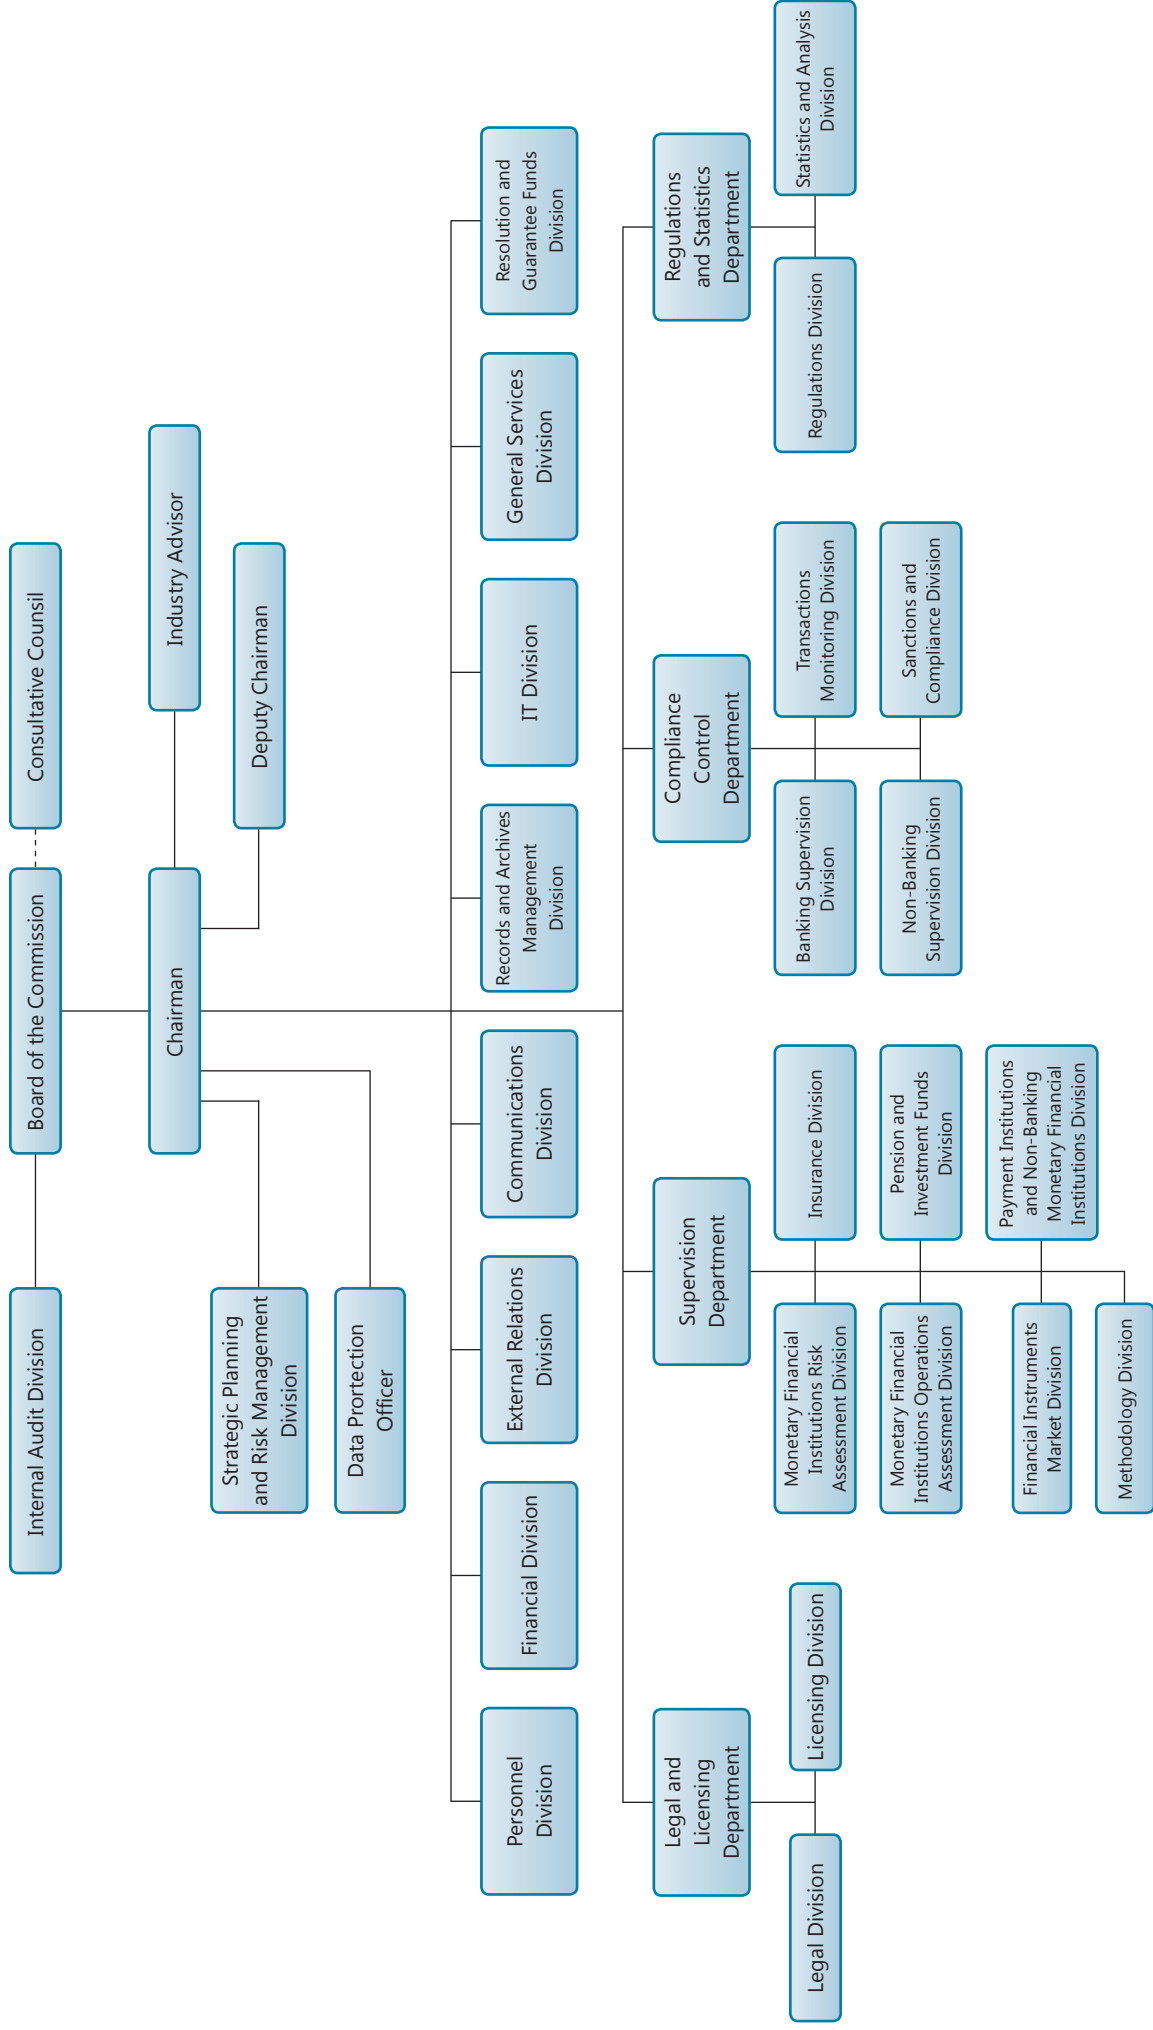 Internal Audit Division
Board of the Commission
Consultative Counsil
Chairman
Industry Advisor
Strategic Planning
and Risk Management
Division
Deputy Chairman
Data Protection
Officer
Personnel
Division
Financial Division
External Relations
Division
Communications
Division
Records and Archives
Management
Division
IT Division
General Services
Division
Resolution and
Guarantee Funds
Division
Legal and
Licensing
Department
Supervision
Department
Compliance
Control
Department
Regulations
and Statistics
Department
Legal Division
Licensing Division
Monetary Financial
Institutions Risk
Assessment Division
Insurance Division
Monetary Financial
Institutions Operations
Assessment Division
Pension and
Investment Funds
Division
Financial Instruments
Market Division
Payment Institutions
and Non-Banking
Monetary Financial
Institutions Division
Methodology Division
Banking Supervision
Division
Transactions
Monitoring Division
Non-Banking
Supervision Division
Sanctions and
Compliance Division
Regulations Division
Statistics and Analysis
Division